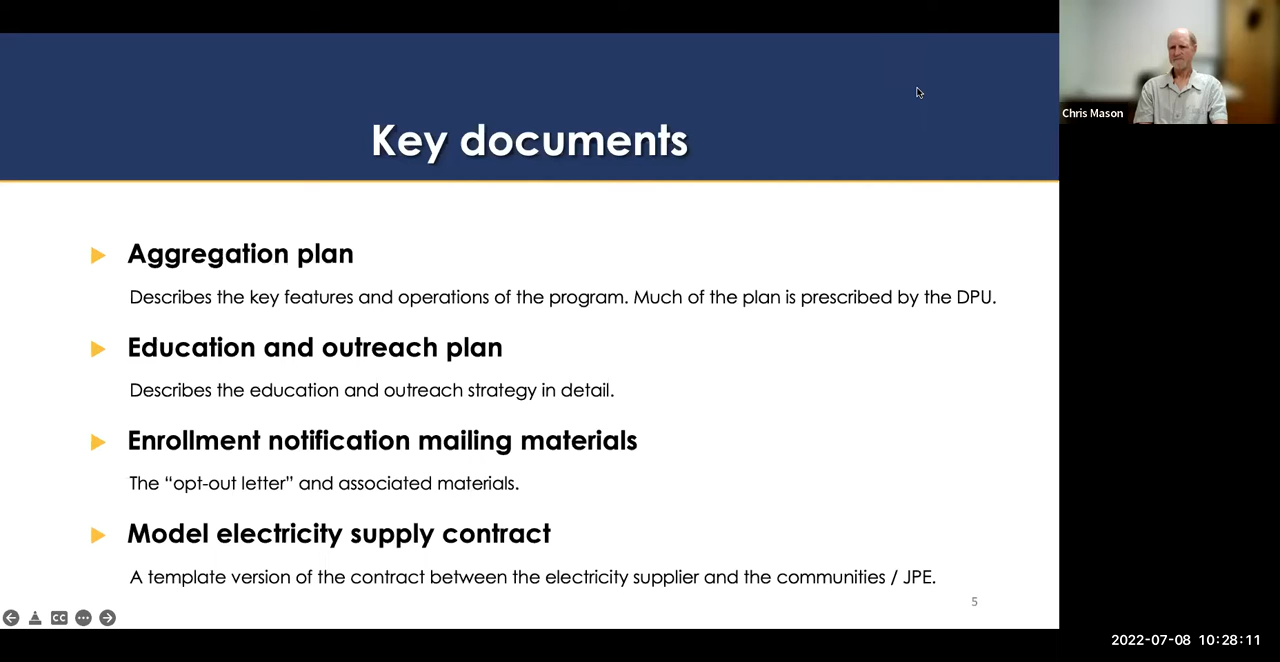 Key documents
Aggregation plan
Describes the key features and operations of the program. Much of the plan is prescribed by the DPU.
Education and outreach plan
Describes the education and outreach strategy in detail.
Enrollment notification mailing materials
The “opt-out letter” and associated materials.
Model electricity supply contract
A template version of the contract between the electricity supplier and the communities / JPE.
5
CC
Chris Mason
2022-07-08 10:28:11